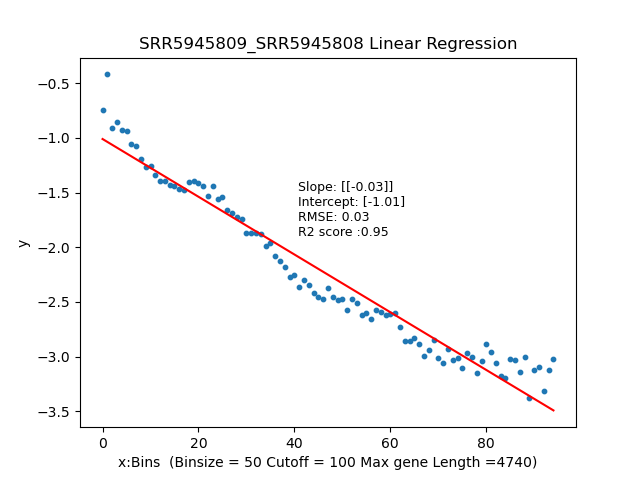 SRR5945809_SRR5945808 Linear Regression
−0.5
−1.0
−1.5
−2.0
−2.5
−3.0
−3.5
y
Slope: [[-0.03]]
Intercept: [-1.01]
RMSE: 0.03
R2 score :0.95
0 20 40 60 80
x:Bins  (Binsize = 50 Cutoff = 100 Max gene Length =4740)